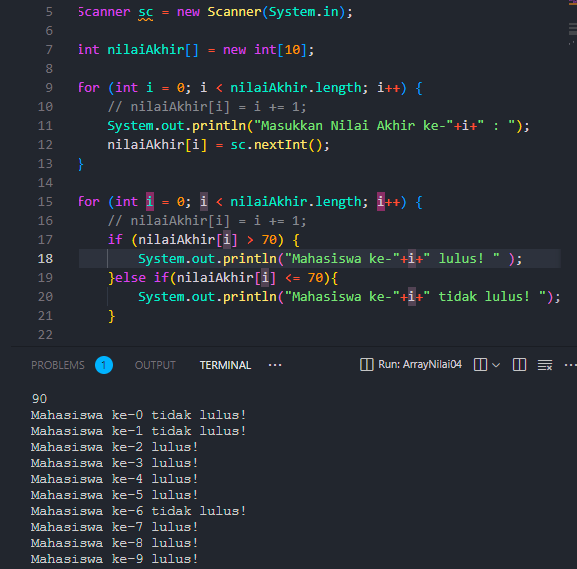 5 Scanner sc = new Scanner(System.in);
6
7 int nilaiAkhir[] = new int[10];
8
9 for (int i = 0; i < nilaiAkhir.length; i++) {
10 // nilaiAkhir[i] = i += 1;
11 System.out.println("Masukkan Nilai Akhir ke-"+i+" : ");
12 nilaiAkhir[i] = sc.nextInt();
13 }
14
15 for (int i = 0; i < nilaiAkhir.length; i++) {
16 // nilaiAkhir[i] = i += 1;
17 if (nilaiAkhir[i] > 70) {
18 System.out.println("Mahasiswa ke-"+i+" lulus! " );
19 }else if(nilaiAkhir[i] <= 70){
20 System.out.println("Mahasiswa ke-"+i+" tidak lulus! ");
21 }
22
PROBLEMS 1 OUTPUT TERMINAL ··· Run: ArrayNilai04 ···
90
Mahasiswa ke-0 tidak lulus!
Mahasiswa ke-1 tidak lulus!
Mahasiswa ke-2 lulus!
Mahasiswa ke-3 lulus!
Mahasiswa ke-4 lulus!
Mahasiswa ke-5 lulus!
Mahasiswa ke-6 tidak lulus!
Mahasiswa ke-7 lulus!
Mahasiswa ke-8 lulus!
Mahasiswa ke-9 lulus!